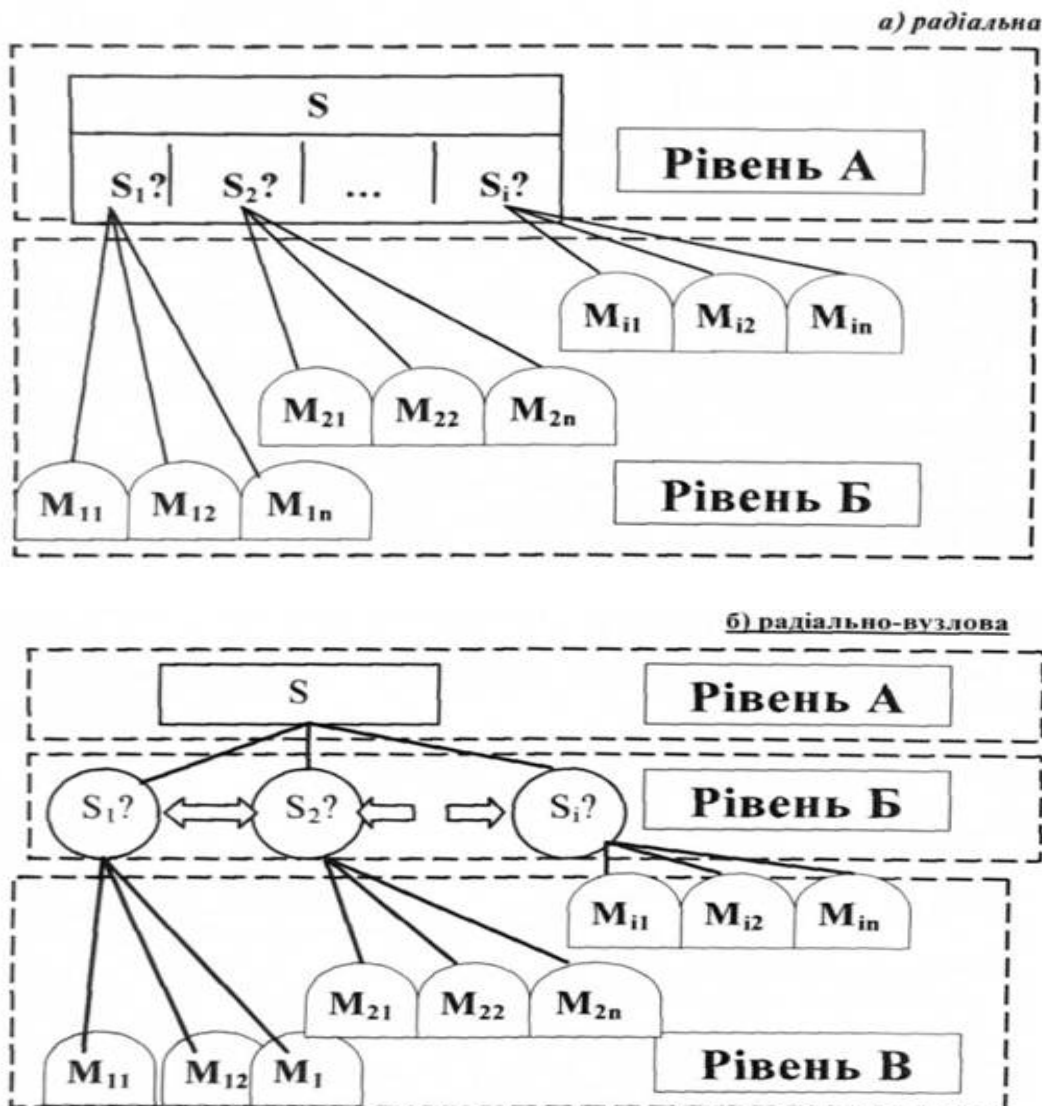 а) радіальна
S
S₁? S₂? ... Sᵢ?
Рівень А
Mᵢ₁ Mᵢ₂ Mᵢₙ
M₂₁ M₂₂ M₂ₙ
M₁₁ M₁₂ M₁ₙ
Рівень Б
б) радіально-вузлова
S
Рівень А
S₁? S₂? Sᵢ?
Рівень Б
Mᵢ₁ Mᵢ₂ Mᵢₙ
M₂₁ M₂₂ M₂ₙ
M₁₁ M₁₂ M₁
Рівень В